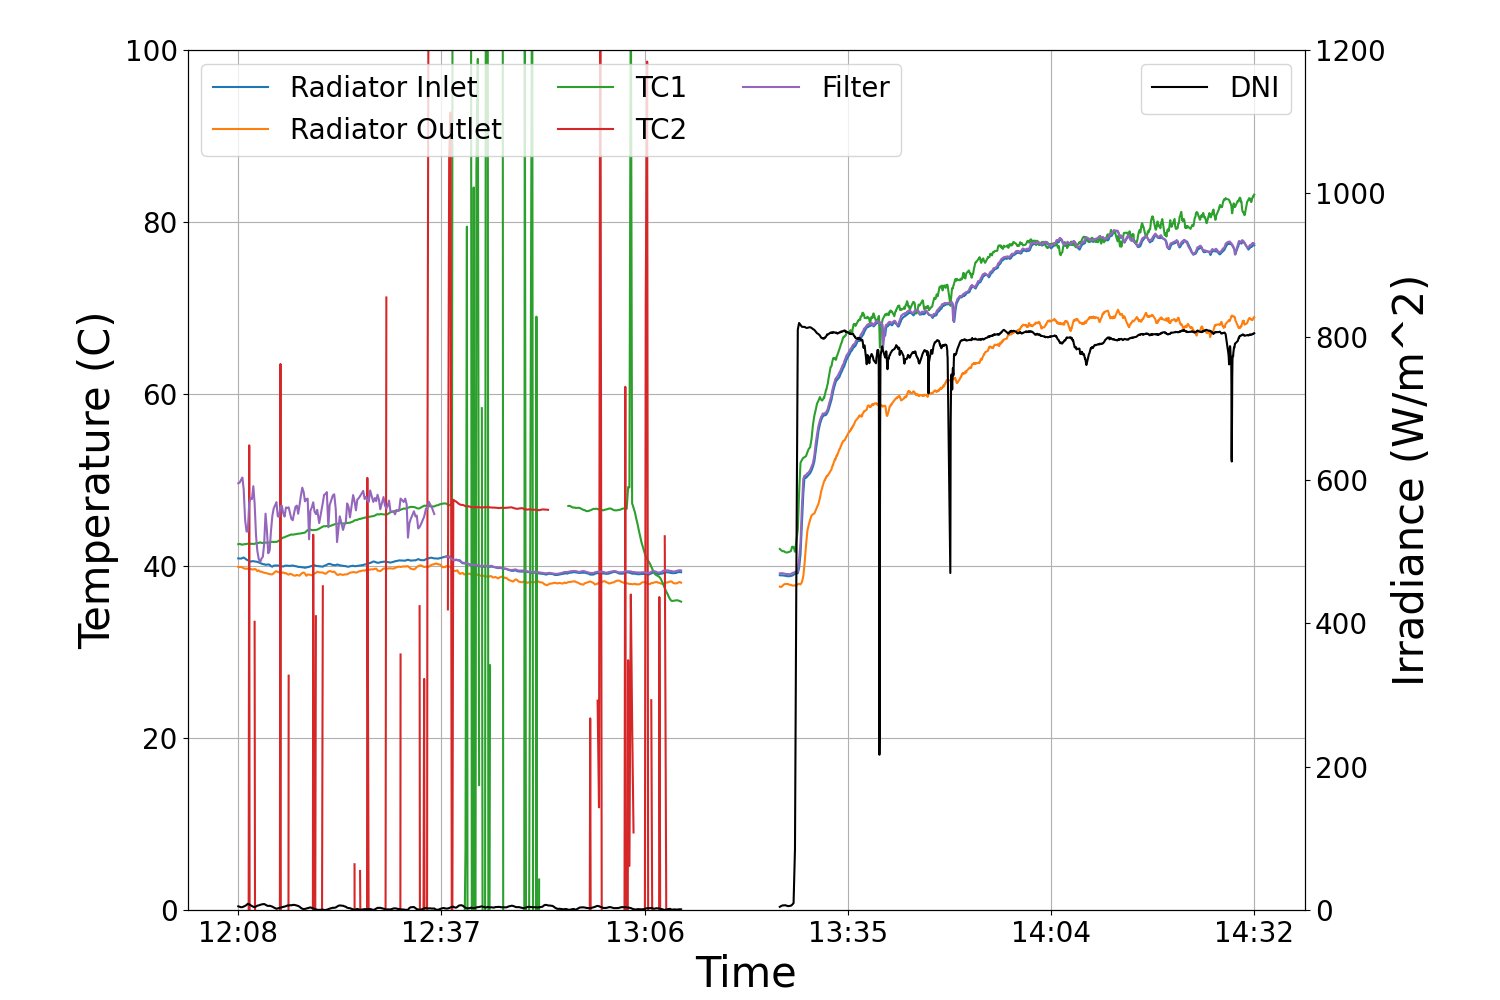 Radiator Inlet
Radiator Outlet
TC1
TC2
Filter
DNI
Temperature (C)
100
80
60
40
20
0
1200
1000
800
600
400
200
0
Irradiance (W/m^2)
12:08 12:37 13:06 13:35 14:04 14:32
Time